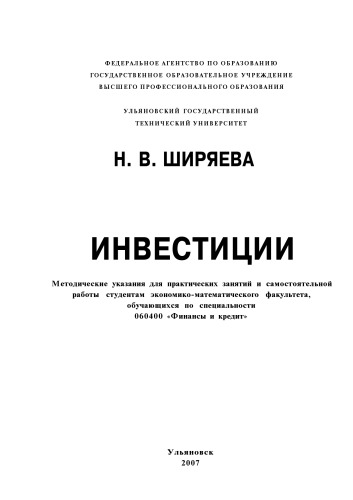 ФЕДЕРАЛЬНОЕ АГЕНТСТВО ПО ОБРАЗОВАНИЮ
ГОСУДАРСТВЕННОЕ ОБРАЗОВАТЕЛЬНОЕ УЧРЕЖДЕНИЕ
ВЫСШЕГО ПРОФЕССИОНАЛЬНОГО ОБРАЗОВАНИЯ
УЛЬЯНОВСКИЙ ГОСУДАРСТВЕННЫЙ
ТЕХНИЧЕСКИЙ УНИВЕРСИТЕТ
Н. В. ШИРЯЕВА
ИНВЕСТИЦИИ
Методические указания для практических занятий и самостоятельной
работы студентам экономико-математического факультета,
обучающихся по специальности
060400 «Финансы и кредит»
Ульяновск
2007